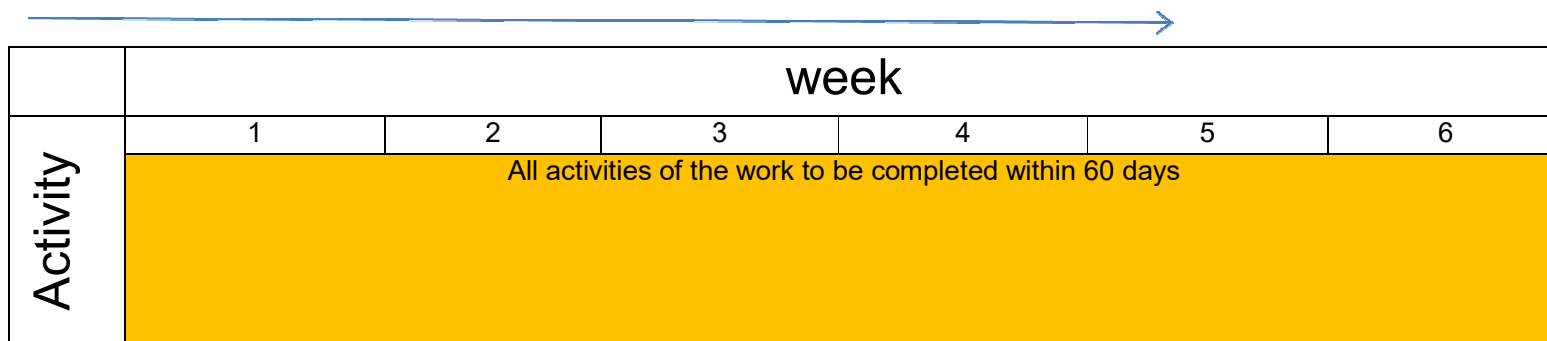 week
1 2 3 4 5 6
All activities of the work to be completed within 60 days
Activity